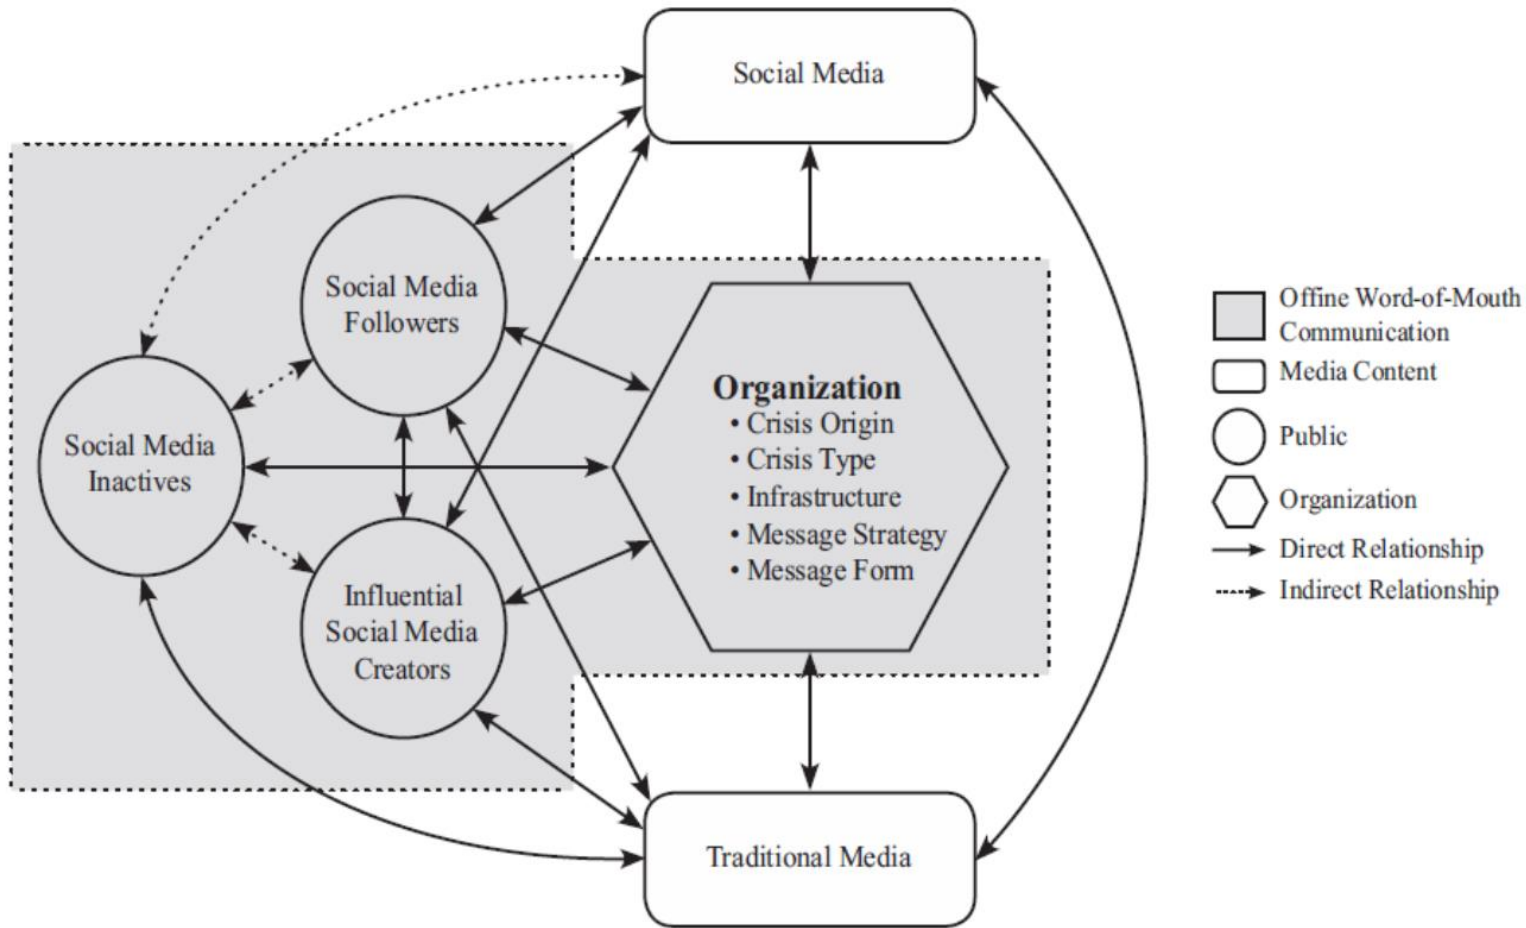 Social Media
Social Media
Followers
Social Media
Inactives
Influential
Social Media
Creators
Organization
• Crisis Origin
• Crisis Type
• Infrastructure
• Message Strategy
• Message Form
Traditional Media
Offine Word-of-Mouth
Communication
Media Content
Public
Organization
Direct Relationship
Indirect Relationship